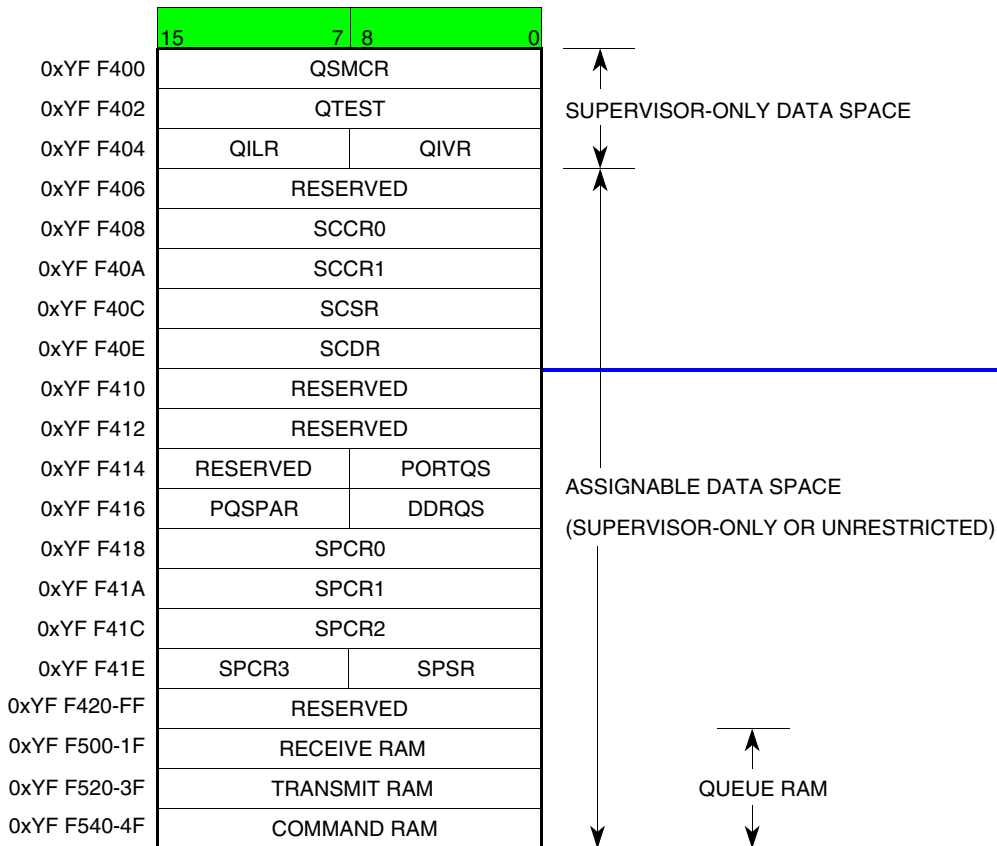 15 7 8 0
0xYF F400 QSMCR
0xYF F402 QTEST SUPERVISOR-ONLY DATA SPACE
0xYF F404 QILR QIVR
0xYF F406 RESERVED
0xYF F408 SCCR0
0xYF F40A SCCR1
0xYF F40C SCSR
0xYF F40E SCDR
0xYF F410 RESERVED
0xYF F412 RESERVED
0xYF F414 RESERVED PORTQS
ASSIGNABLE DATA SPACE
0xYF F416 PQSPAR DDRQS
(SUPERVISOR-ONLY OR UNRESTRICTED)
0xYF F418 SPCR0
0xYF F41A SPCR1
0xYF F41C SPCR2
0xYF F41E SPCR3 SPSR
0xYF F420-FF RESERVED
0xYF F500-1F RECEIVE RAM
0xYF F520-3F TRANSMIT RAM QUEUE RAM
0xYF F540-4F COMMAND RAM